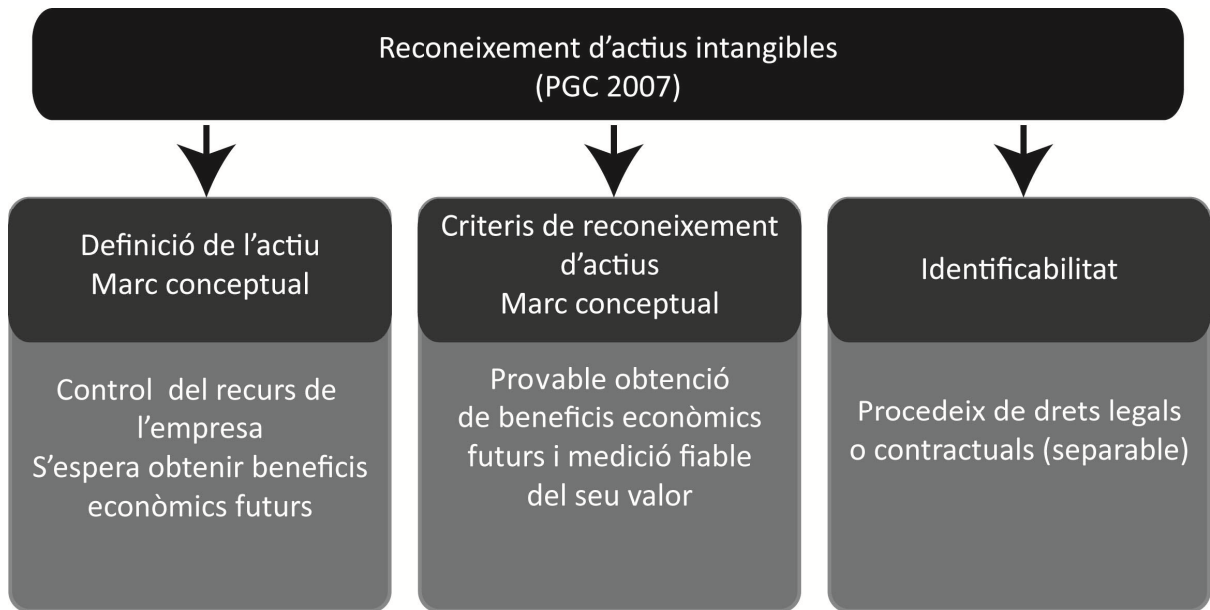 Reconeixement d’actius intangibles
(PGC 2007)
Definició de l’actiu
Marc conceptual
Control del recurs de
l’empresa
S’espera obtenir beneficis
econòmics futurs
Criteris de reconeixement
d’actius
Marc conceptual
Provable obtenció
de beneficis econòmics
futurs i medició fiable
del seu valor
Identificabilitat
Procedeix de drets legals
o contractuals (separable)